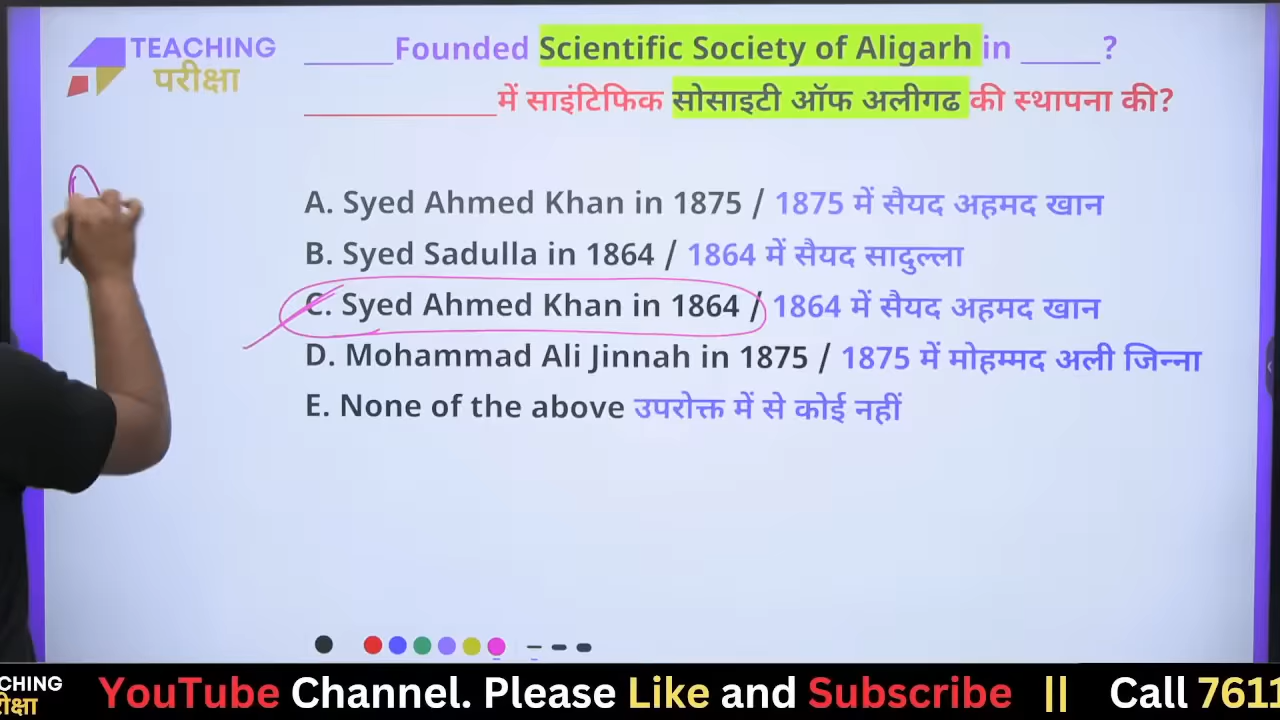 TEACHING
परीक्षा
______Founded Scientific Society of Aligarh in _____?
____________में साइंटिफिक सोसाइटी ऑफ अलीगढ की स्थापना की?
A. Syed Ahmed Khan in 1875 / 1875 में सैयद अहमद खान
B. Syed Sadulla in 1864 / 1864 में सैयद सादुल्ला
C. Syed Ahmed Khan in 1864 / 1864 में सैयद अहमद खान
D. Mohammad Ali Jinnah in 1875 / 1875 में मोहम्मद अली जिन्ना
E. None of the above उपरोक्त में से कोई नहीं
CHING
YouTube Channel. Please Like and Subscribe || Call 7611